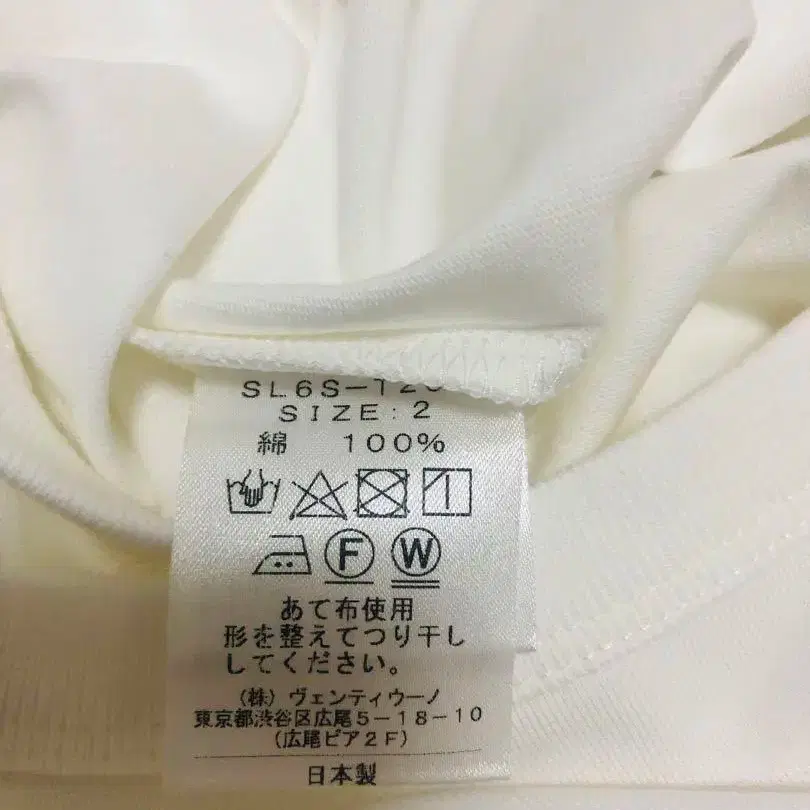 SIZE:2
綿 100%
F W
あて布使用
形を整えてつり干し
してください。
(株)ヴェンティウーノ
東京都渋谷区広尾5-18-10
(広尾ピア2F)
日本製